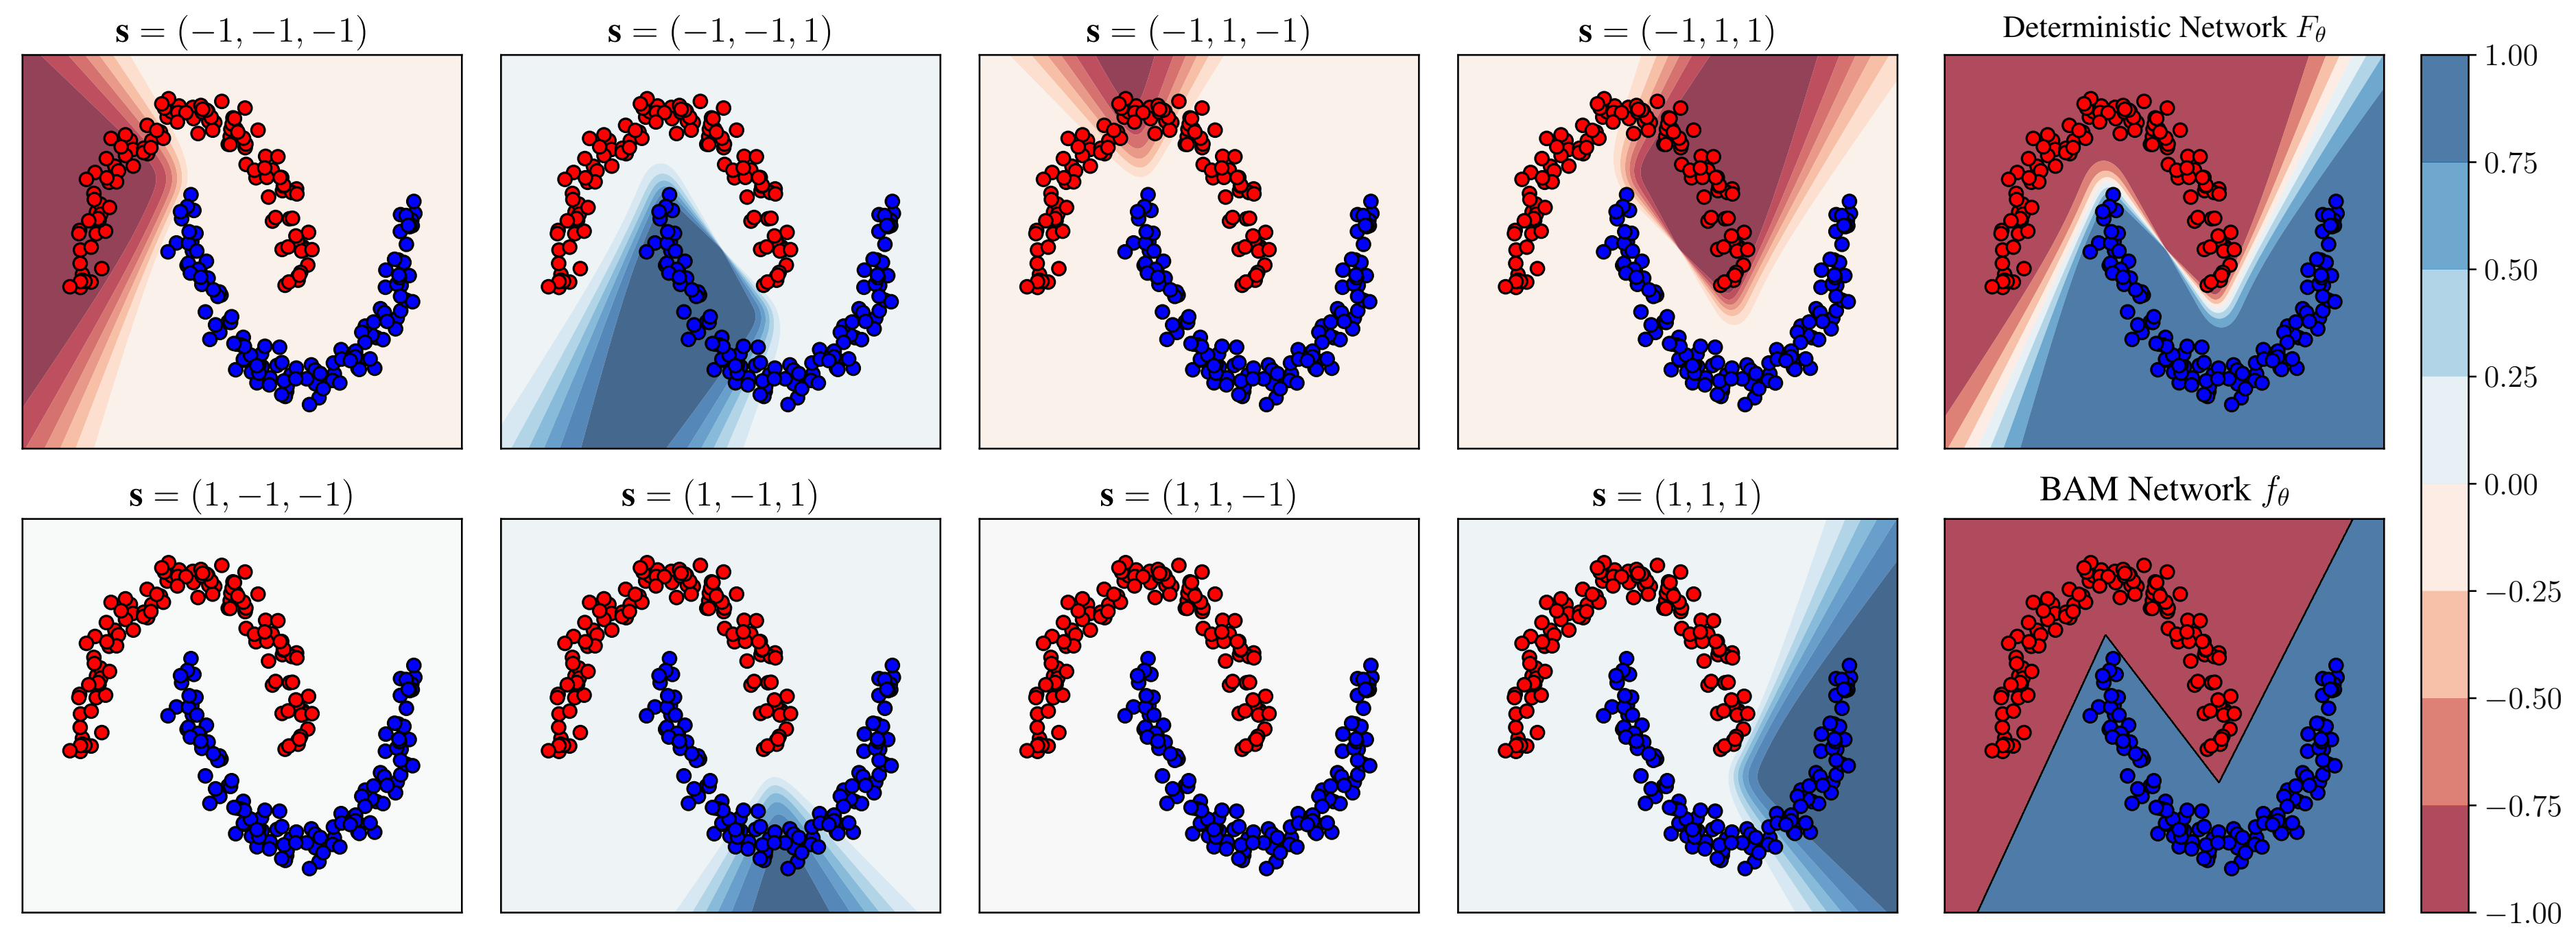 s = (−1, −1, −1)
s = (−1, −1, 1)
s = (−1, 1, −1)
s = (−1, 1, 1)
Deterministic Network Fθ
s = (1, −1, −1)
s = (1, −1, 1)
s = (1, 1, −1)
s = (1, 1, 1)
BAM Network fθ
1.00
0.75
0.50
0.25
0.00
−0.25
−0.50
−0.75
−1.00